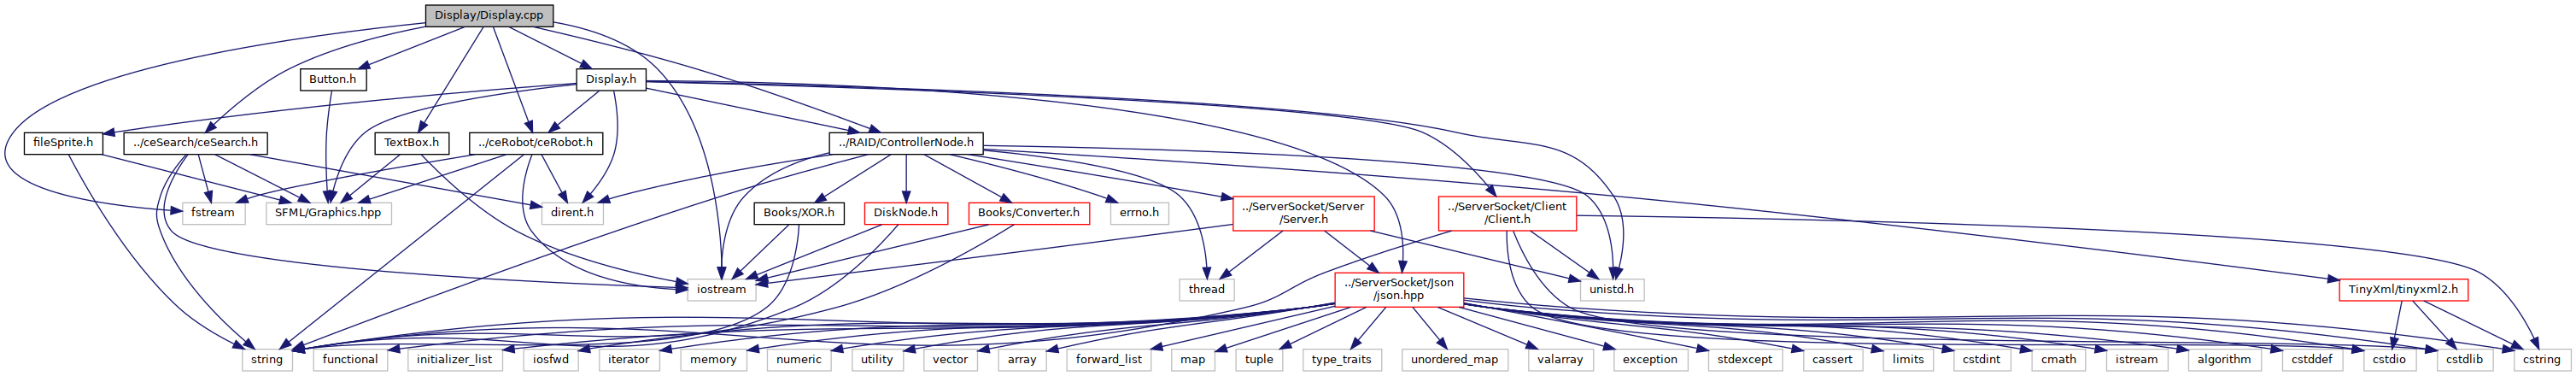 Display/Display.cpp
Button.h
Display.h
fileSprite.h
../ceSearch/ceSearch.h
TextBox.h
../ceRobot/ceRobot.h
../RAID/ControllerNode.h
fstream
SFML/Graphics.hpp
dirent.h
Books/XOR.h
DiskNode.h
Books/Converter.h
errno.h
../ServerSocket/Server
/Server.h
../ServerSocket/Client
/Client.h
iostream
thread
../ServerSocket/Json
/json.hpp
unistd.h
TinyXml/tinyxml2.h
string
functional
initializer_list
iosfwd
iterator
memory
numeric
utility
vector
array
forward_list
map
tuple
type_traits
unordered_map
valarray
exception
stdexcept
cassert
limits
cstdint
cmath
istream
algorithm
cstddef
cstdio
cstdlib
cstring